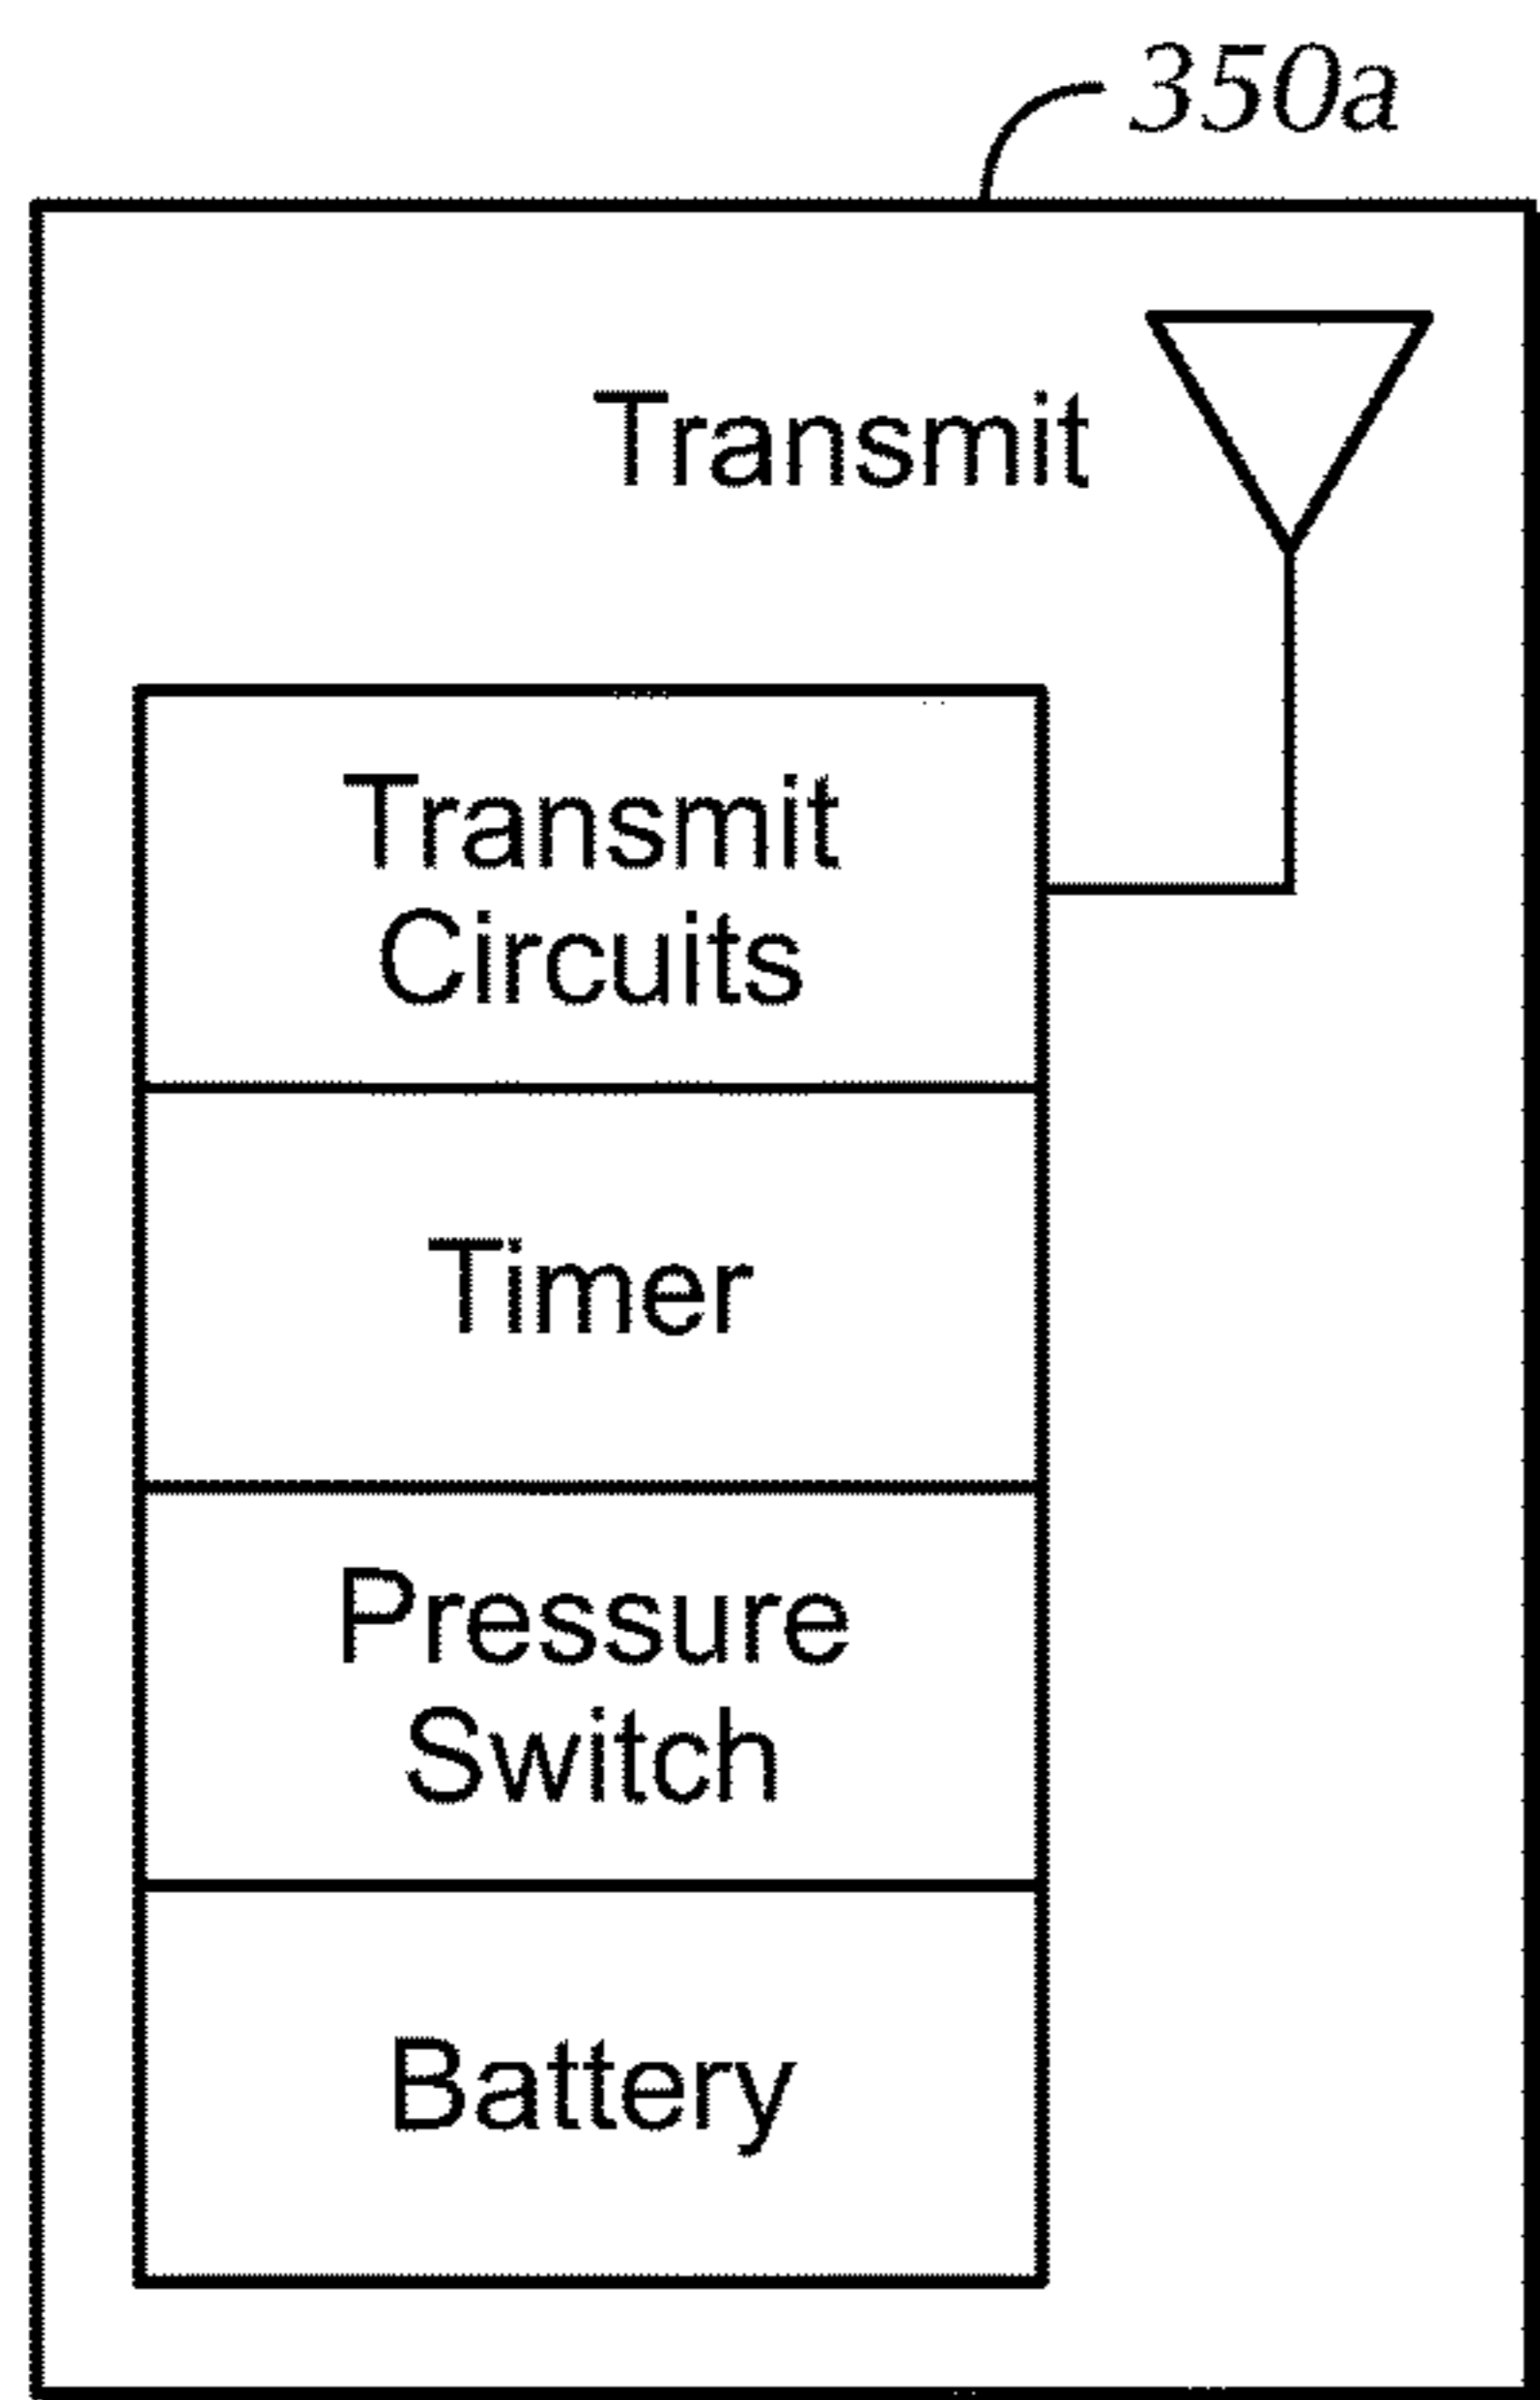 350a
Transmit
Transmit
Circuits
Timer
Pressure
Switch
Battery